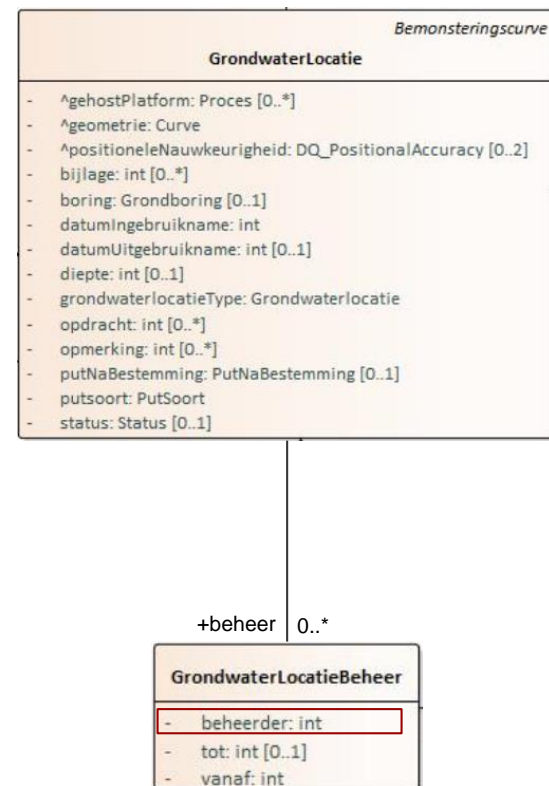 Bemonsteringscurve
GrondwaterLocatie
- ^gehostPlatform: Proces [0..*]
- ^geometrie: Curve
- ^positioneleNauwkeurigheid: DQ_PositionalAccuracy [0..2]
- bijlage: int [0..*]
- boring: Grondboring [0..1]
- datumIngebruikname: int
- datumUitgebruikname: int [0..1]
- diepte: int [0..1]
- grondwaterlocatieType: Grondwaterlocatie
- opdracht: int [0..*]
- opmerking: int [0..*]
- putNaBestemming: PutNaBestemming [0..1]
- putsoort: PutSoort
- status: Status [0..1]
+beheer 0..*
GrondwaterLocatieBeheer
- beheerder: int
- tot: int [0..1]
- vanaf: int